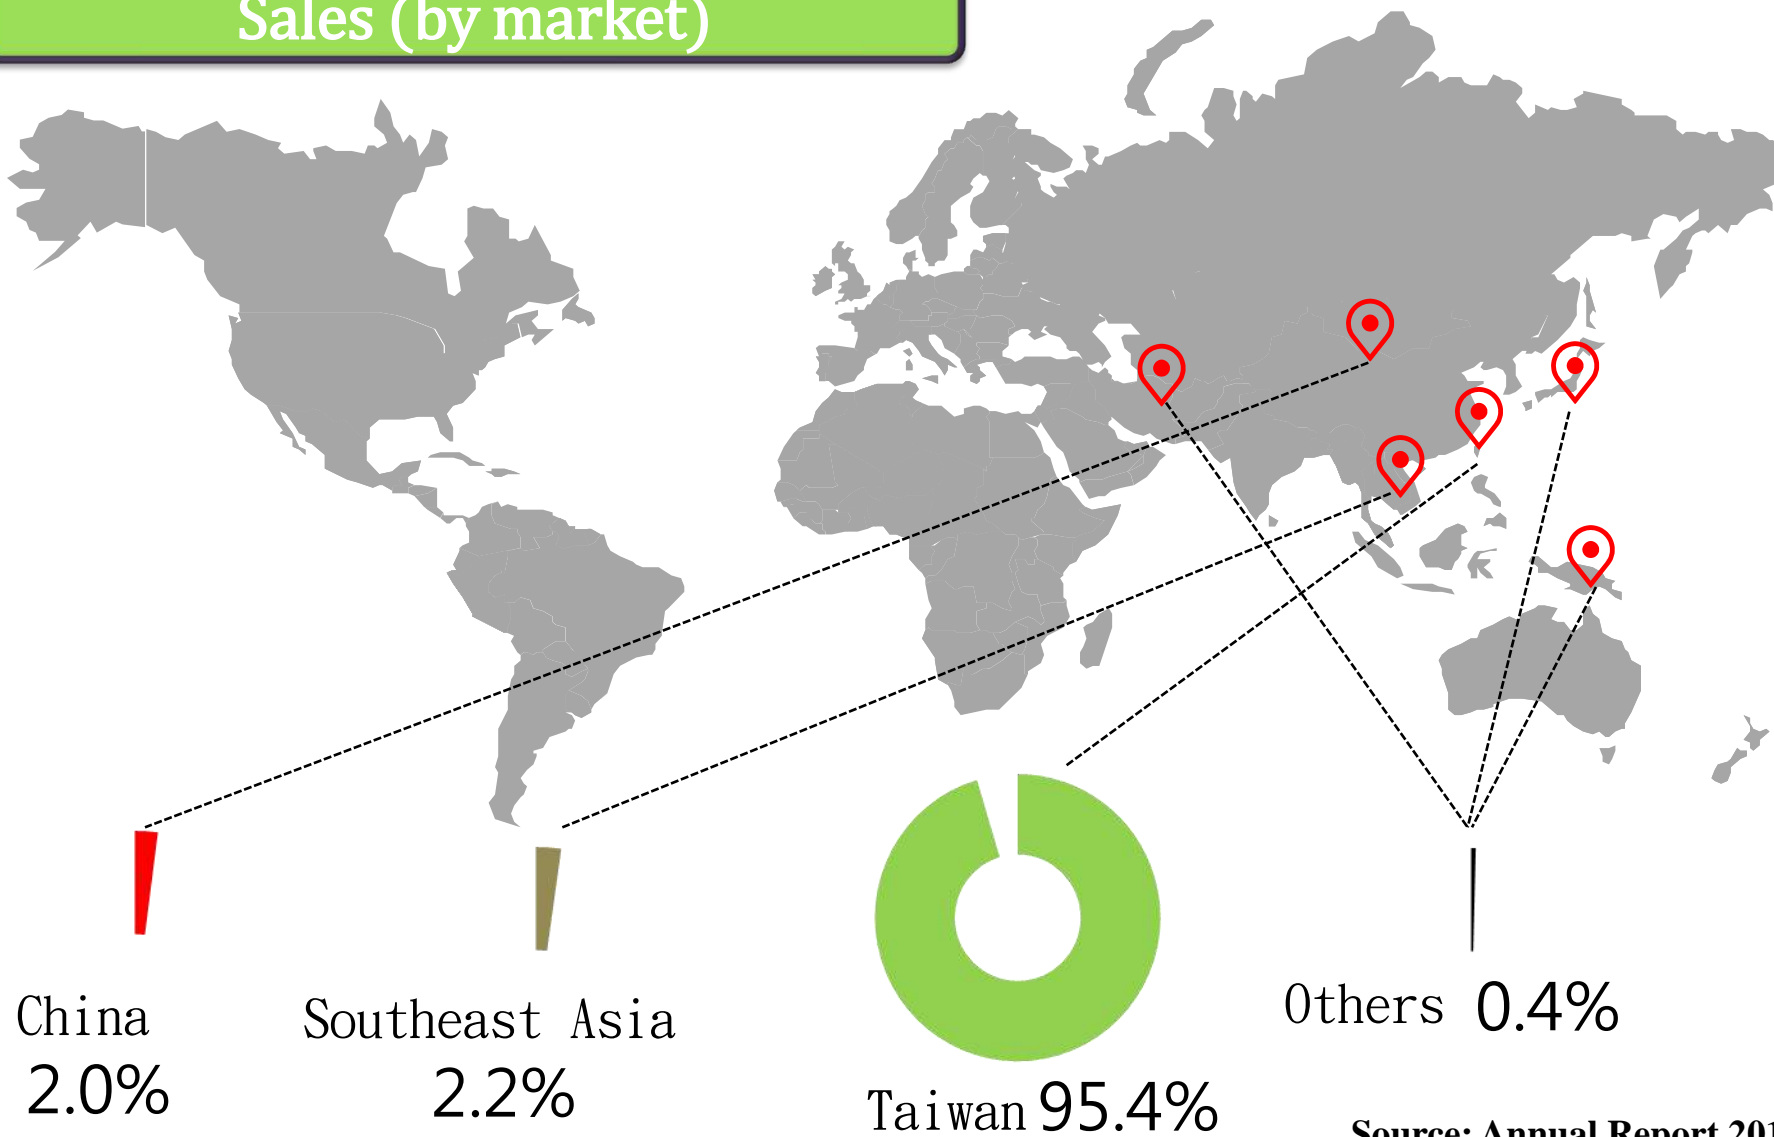 Sales (by market)
China
2.0%
Southeast Asia
2.2%
Taiwan 95.4%
Others 0.4%
Source: Annual Report 201